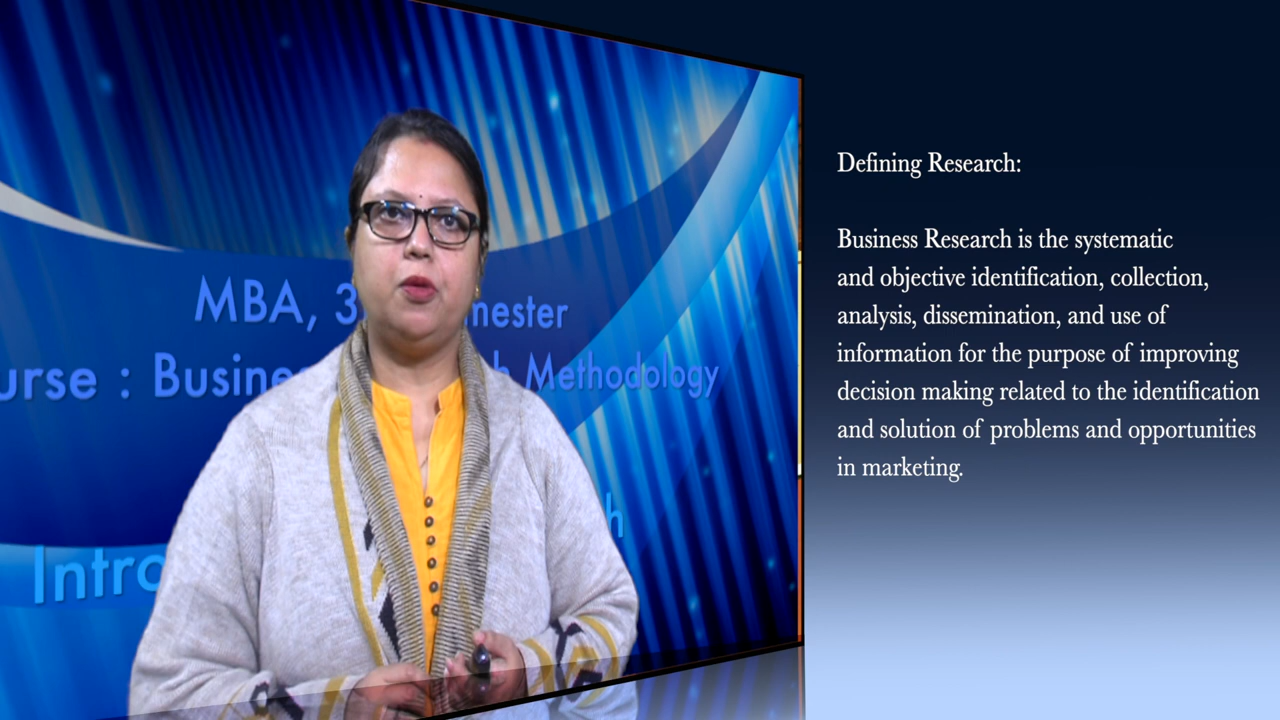 MBA, 3 mester
urse : Busine h Methodology
Intro h
Defining Research:
Business Research is the systematic
and objective identification, collection,
analysis, dissemination, and use of
information for the purpose of improving
decision making related to the identification
and solution of problems and opportunities
in marketing.